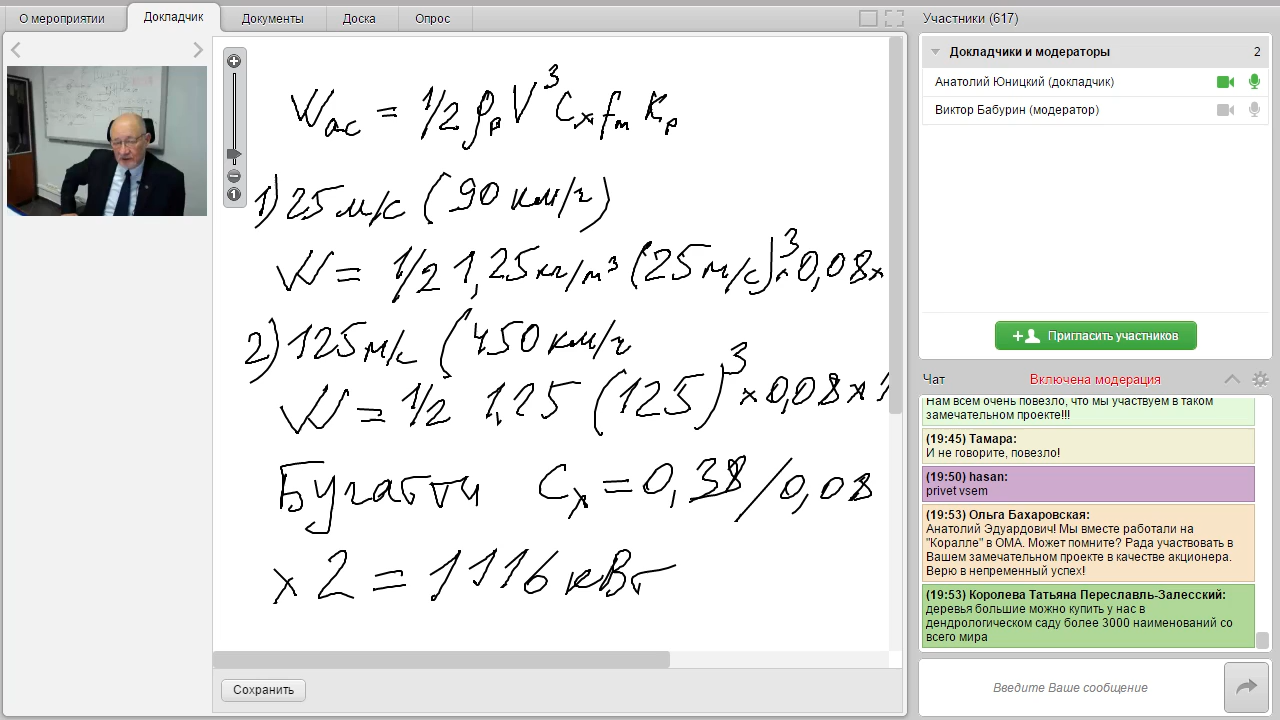 О мероприятии
Докладчик
Документы
Доска
Опрос
W ас = 1/2 ρ р V³ Cx fm Kр
1) 25 м/с (90 км/ч)
W = 1/2 1,25 кг/м³ (25 м/с)³ × 0,08 ×
2) 125 м/с (450 км/ч
W = 1/2 1,25 (125)³ × 0,08 × 1
Бугатти Cx = 0,38/0,08
× 2 = 1116 кВт
Сохранить
Участники (617)
Докладчики и модераторы 2
Анатолий Юницкий (докладчик)
Виктор Бабурин (модератор)
Пригласить участников
Чат Включена модерация
Нам всем очень повезло, что мы участвуем в таком
замечательном проекте!!!
(19:45) Тамара:
И не говорите, повезло!
(19:50) hasan:
privet vsem
(19:53) Ольга Бахаровская:
Анатолий Эдуардович! Мы вместе работали на
"Коралле" в ОМА. Может помните? Рада участвовать в
Вашем замечательном проекте в качестве акционера.
Верю в непременный успех!
(19:53) Королева Татьяна Переславль-Залесский:
деревья большие можно купить у нас в
дендрологическом саду более 3000 наименований со
всего мира
Введите Ваше сообщение